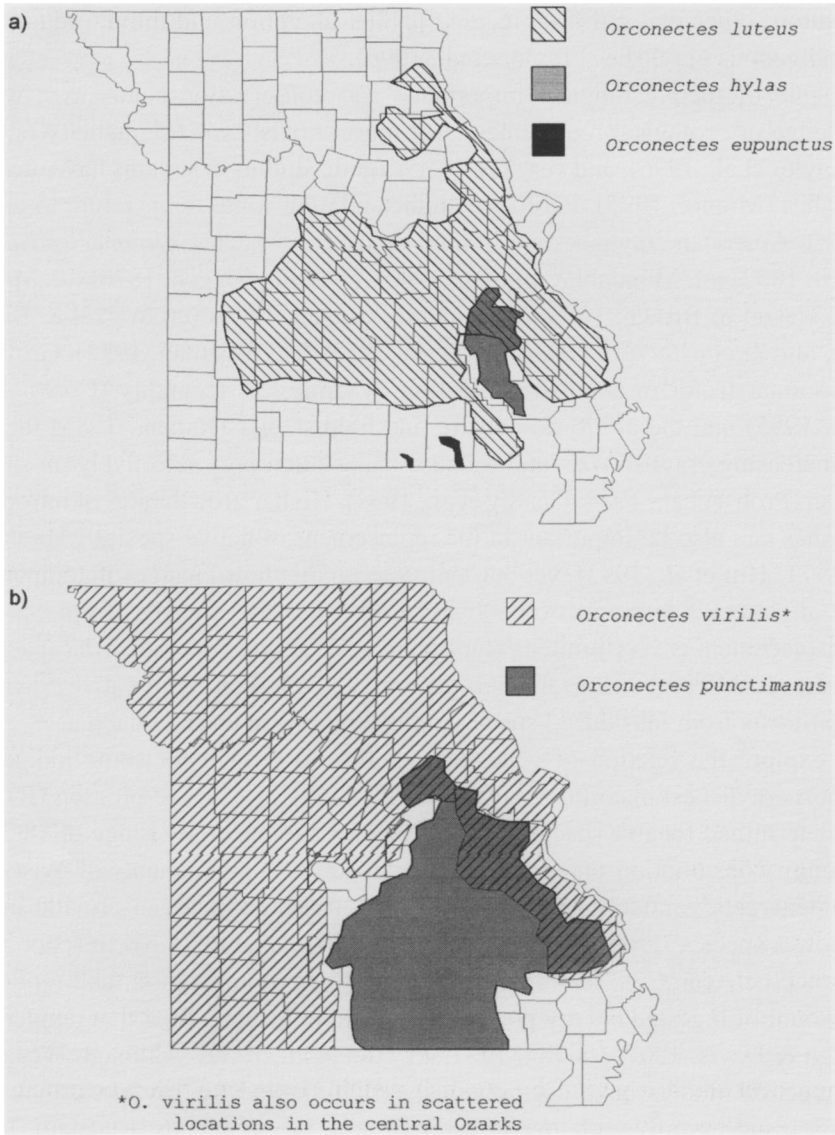 a)
Orconectes luteus
Orconectes hylas
Orconectes eupunctus
b)
Orconectes virilis*
Orconectes punctimanus
*O. virilis also occurs in scattered
locations in the central Ozarks